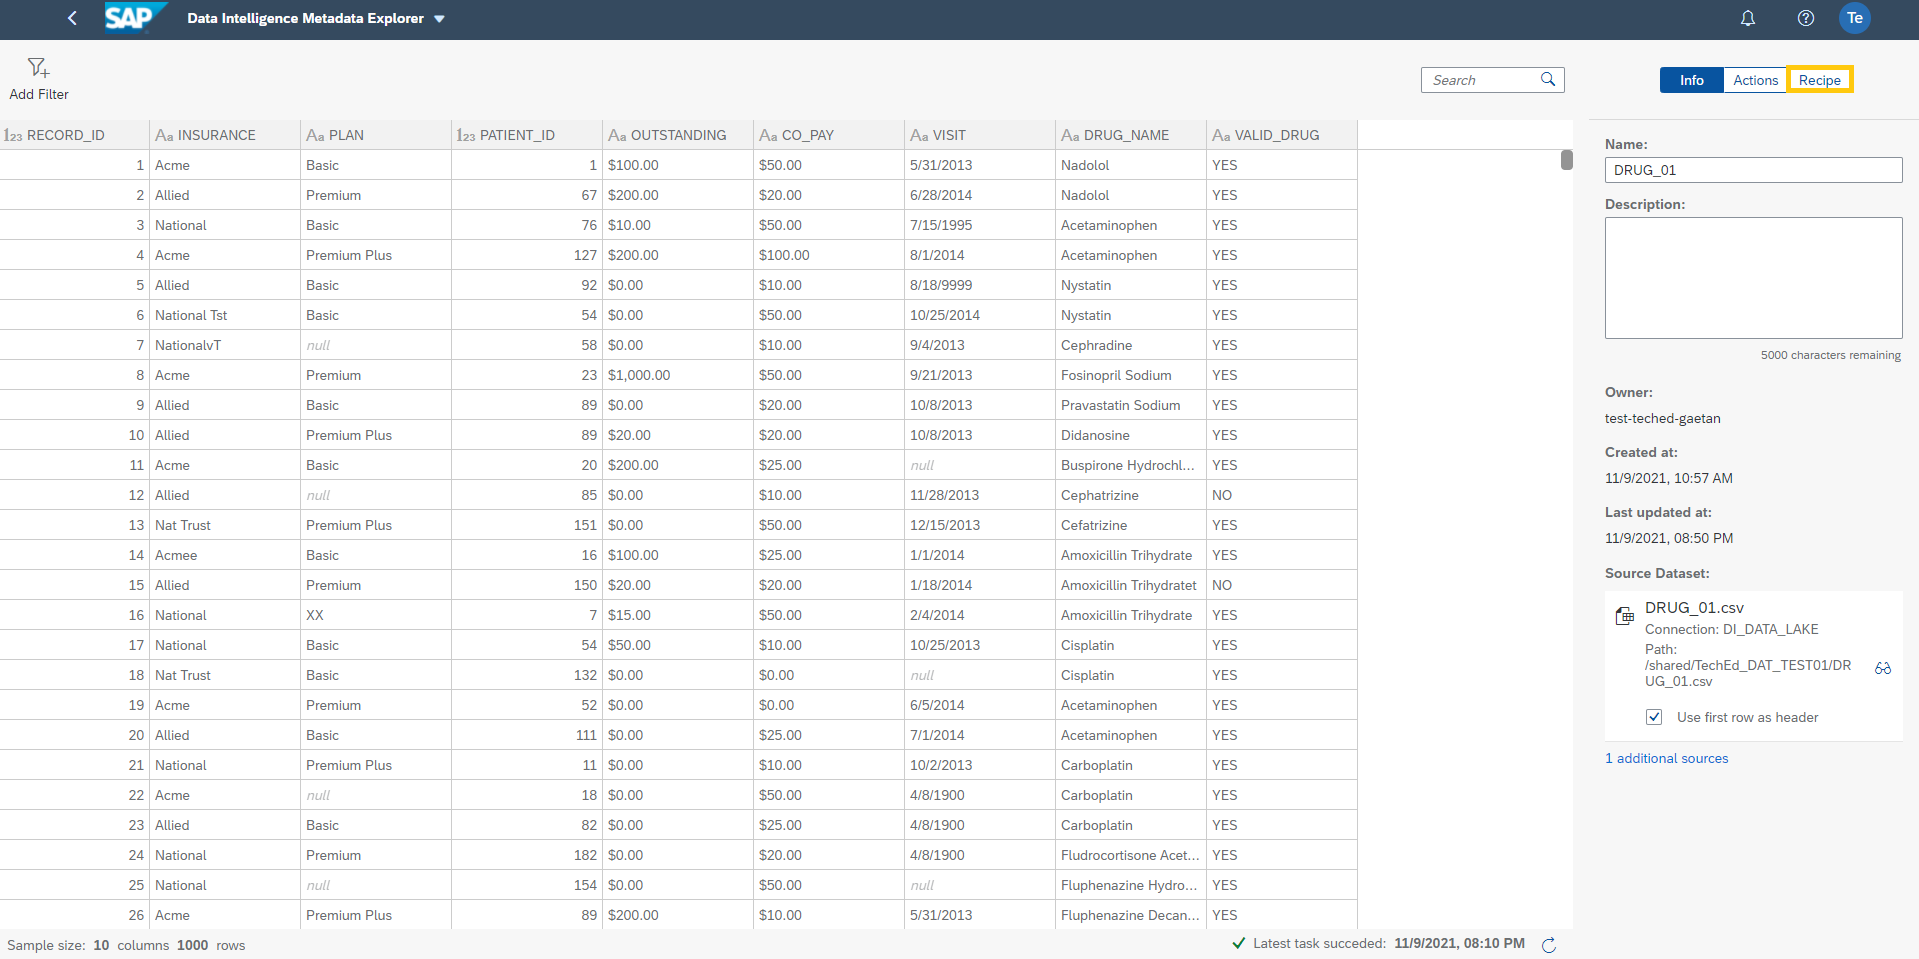 SAP Data Intelligence Metadata Explorer Te
Add Filter
Search
Info Actions Recipe
123 RECORD_ID Aa INSURANCE Aa PLAN 123 PATIENT_ID Aa OUTSTANDING Aa CO_PAY Aa VISIT Aa DRUG_NAME Aa VALID_DRUG
1 Acme Basic 1 $100.00 $50.00 5/31/2013 Nadolol YES
2 Allied Premium 67 $200.00 $20.00 6/28/2014 Nadolol YES
3 National Basic 76 $10.00 $50.00 7/15/1995 Acetaminophen YES
4 Acme Premium Plus 127 $200.00 $100.00 8/1/2014 Acetaminophen YES
5 Allied Basic 92 $0.00 $10.00 8/18/9999 Nystatin YES
6 National Tst Basic 54 $0.00 $50.00 10/25/2014 Nystatin YES
7 NationalvT null 58 $0.00 $10.00 9/4/2013 Cephradine YES
8 Acme Premium 23 $1,000.00 $50.00 9/21/2013 Fosinopril Sodium YES
9 Allied Basic 89 $0.00 $20.00 10/8/2013 Pravastatin Sodium YES
10 Allied Premium Plus 89 $20.00 $20.00 10/8/2013 Didanosine YES
11 Acme Basic 20 $200.00 $25.00 null Buspirone Hydrochl... YES
12 Allied null 85 $0.00 $10.00 11/28/2013 Cephatrizine NO
13 Nat Trust Premium Plus 151 $0.00 $50.00 12/15/2013 Cefatrizine YES
14 Acmee Basic 16 $100.00 $25.00 1/1/2014 Amoxicillin Trihydrate YES
15 Allied Premium 150 $20.00 $20.00 1/18/2014 Amoxicillin Trihydratet NO
16 National XX 7 $15.00 $50.00 2/4/2014 Amoxicillin Trihydrate YES
17 National Basic 54 $50.00 $10.00 10/25/2013 Cisplatin YES
18 Nat Trust Basic 132 $0.00 $0.00 null Cisplatin YES
19 Acme Premium 52 $0.00 $0.00 6/5/2014 Acetaminophen YES
20 Allied Basic 111 $0.00 $25.00 7/1/2014 Acetaminophen YES
21 National Premium Plus 11 $0.00 $10.00 10/2/2013 Carboplatin YES
22 Acme null 18 $0.00 $50.00 4/8/1900 Carboplatin YES
23 Allied Basic 82 $0.00 $25.00 4/8/1900 Carboplatin YES
24 National Premium 182 $0.00 $20.00 4/8/1900 Fludrocortisone Acet... YES
25 National null 154 $0.00 $50.00 null Fluphenazine Hydro... YES
26 Acme Premium Plus 89 $200.00 $10.00 5/31/2013 Fluphenazine Decan... YES
Sample size: 10 columns 1000 rows
Latest task succeded: 11/9/2021, 08:10 PM
Name:
DRUG_01
Description:
5000 characters remaining
Owner:
test-teched-gaetan
Created at:
11/9/2021, 10:57 AM
Last updated at:
11/9/2021, 08:50 PM
Source Dataset:
DRUG_01.csv
Connection: DI_DATA_LAKE
Path:
/shared/TechEd_DAT_TEST01/DR
UG_01.csv
Use first row as header
1 additional sources